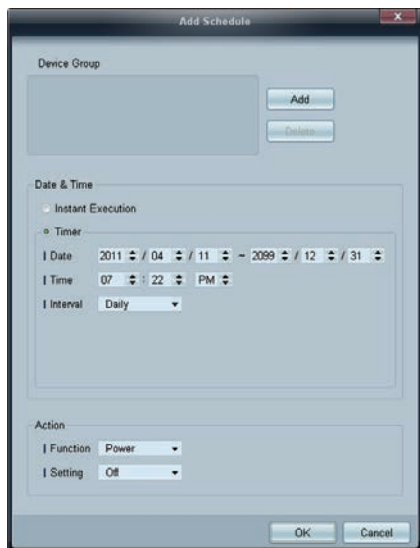 Add Schedule
x
Device Group
Add
Delete
Date & Time
Instant Execution
Timer
Date 2011 / 04 / 11 ~ 2099 / 12 / 31
Time 07 : 22 PM
Interval Daily
Action
Function Power
Setting Off
OK Cancel